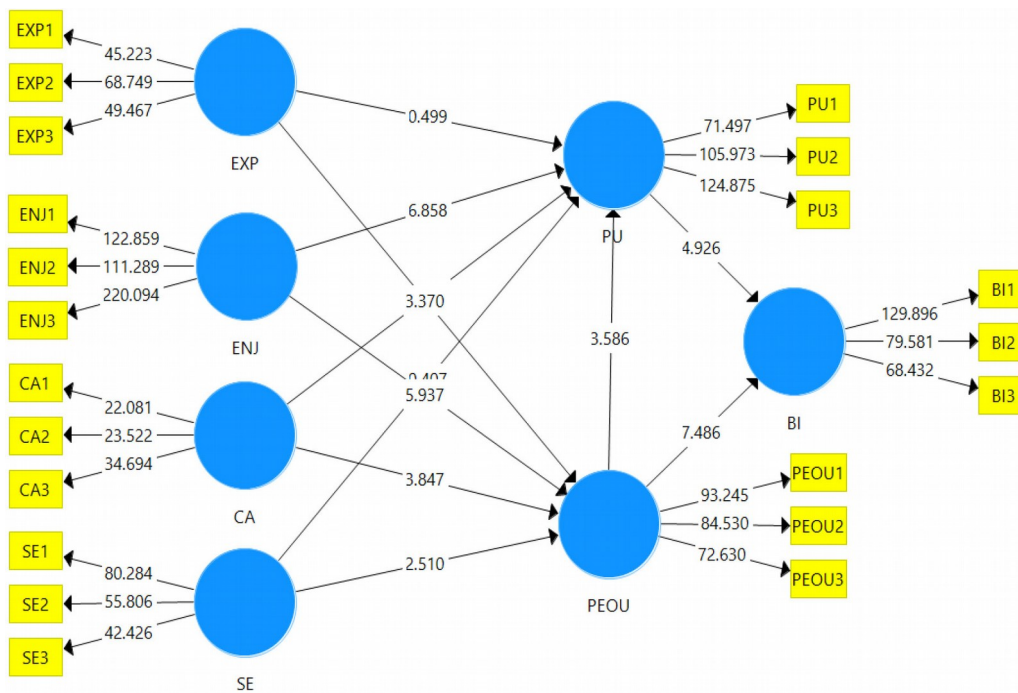 EXP1
45.223
EXP2
68.749
EXP3
49.467
EXP
0.499
PU1
71.497
PU2
105.973
PU3
124.875
PU
ENJ1
122.859
ENJ2
111.289
ENJ3
220.094
ENJ
6.858
3.370
4.926
3.586
BI1
129.896
BI2
79.581
BI3
68.432
BI
CA1
22.081
CA2
23.522
CA3
34.694
CA
5.937
3.847
7.486
PEOU1
93.245
PEOU2
84.530
PEOU3
72.630
PEOU
SE1
80.284
SE2
55.806
SE3
42.426
SE
2.510